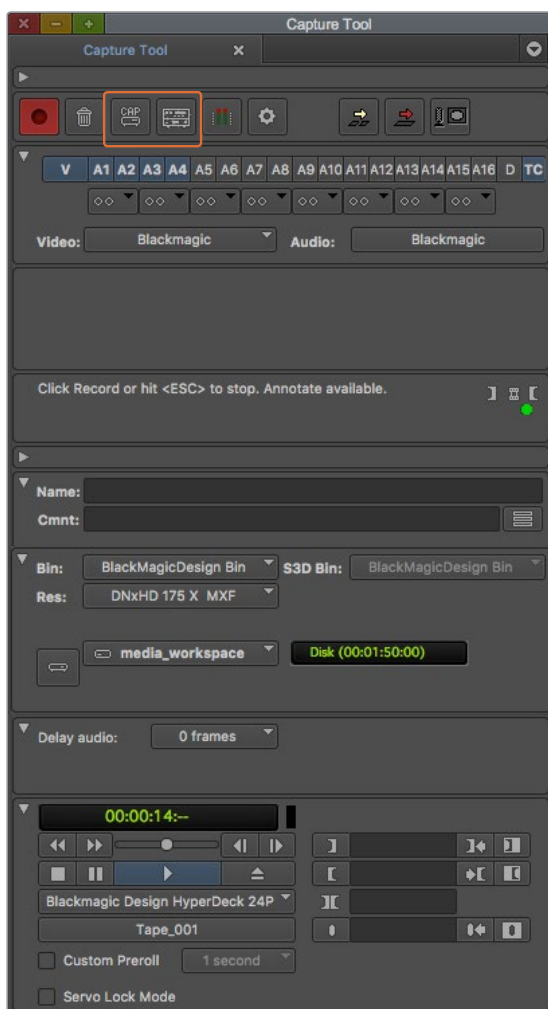 Capture Tool
Capture Tool
CAP
V A1 A2 A3 A4 A5 A6 A7 A8 A9 A10 A11 A12 A13 A14 A15 A16 D TC
Video: Blackmagic Audio: Blackmagic
Click Record or hit <ESC> to stop. Annotate available.
Name:
Cmnt:
Bin: BlackMagicDesign Bin S3D Bin: BlackMagicDesign Bin
Res: DNxHD 175 X MXF
media_workspace Disk (00:01:50:00)
Delay audio: 0 frames
00:00:14:--
Blackmagic Design HyperDeck 24P
Tape_001
Custom Preroll 1 second
Servo Lock Mode